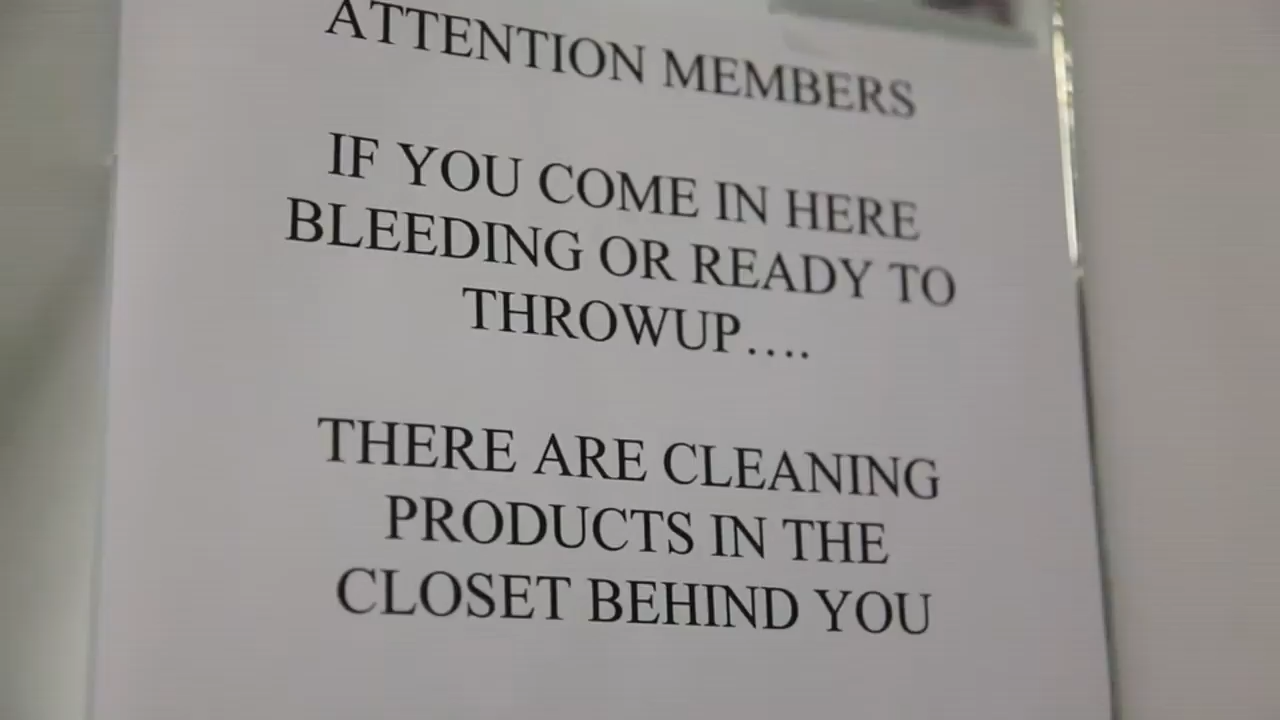 ATTENTION MEMBERS
IF YOU COME IN HERE
BLEEDING OR READY TO
THROWUP....
THERE ARE CLEANING
PRODUCTS IN THE
CLOSET BEHIND YOU